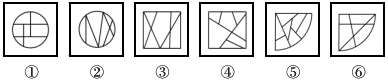 ① ② ③ ④ ⑤ ⑥